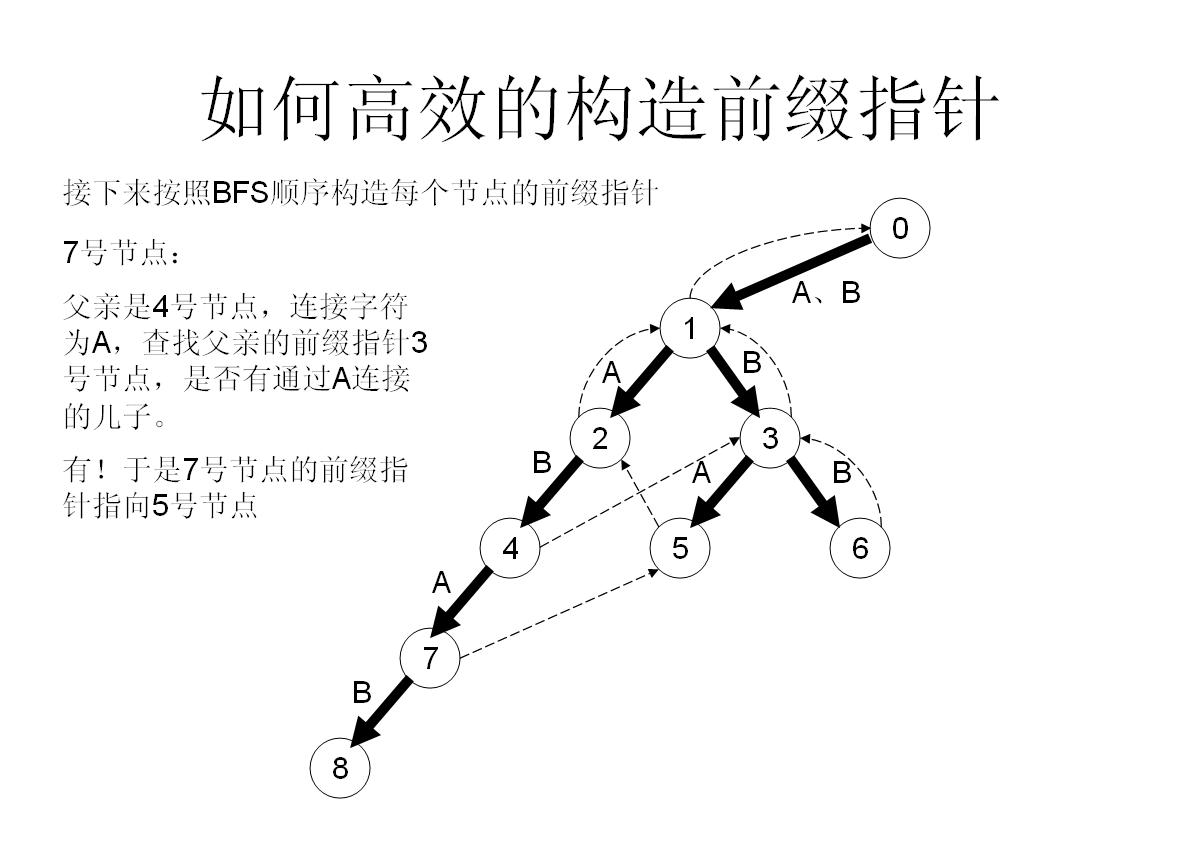 如何高效的构造前缀指针
接下来按照BFS顺序构造每个节点的前缀指针
7号节点：
父亲是4号节点，连接字符
为A，查找父亲的前缀指针3
号节点，是否有通过A连接
的儿子。
有！于是7号节点的前缀指
针指向5号节点
0
A、B
1
A
B
2
3
B
A
B
4
5
6
A
7
B
8